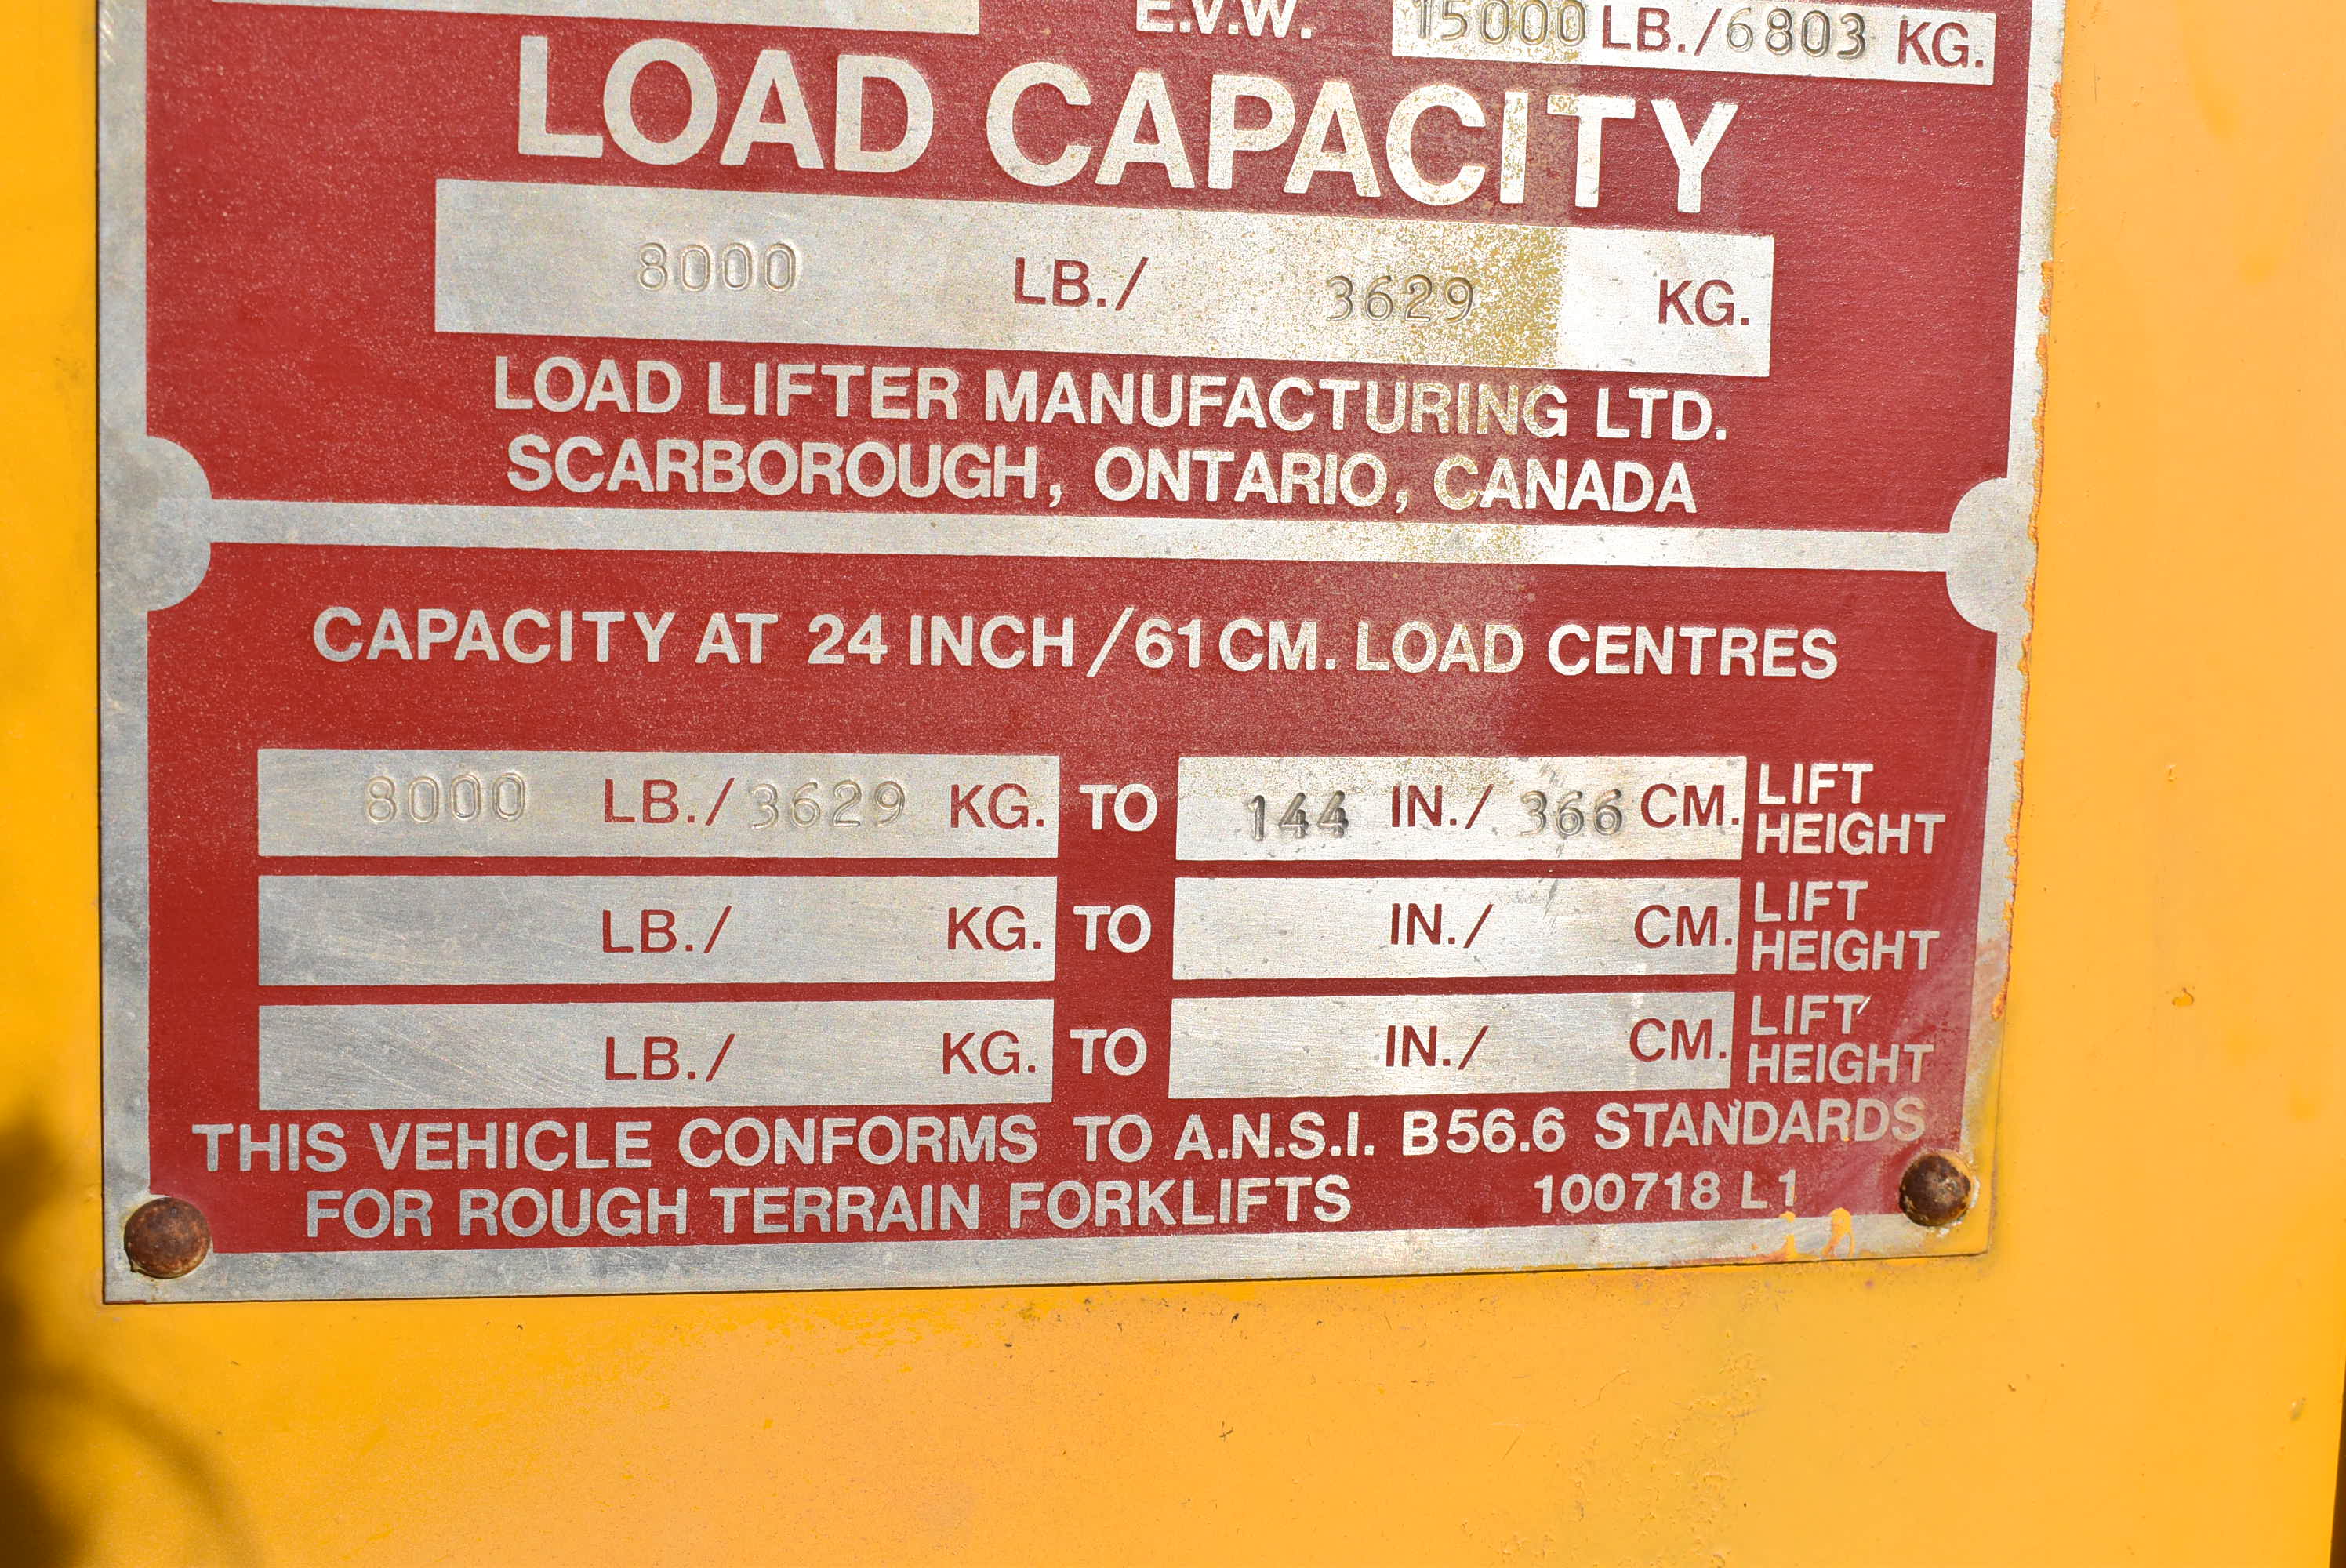 E.V.W. 15000 LB./6803 KG.
LOAD CAPACITY
8000 LB./ 3629 KG.
LOAD LIFTER MANUFACTURING LTD.
SCARBOROUGH, ONTARIO, CANADA
CAPACITY AT 24 INCH/61CM. LOAD CENTRES
8000 LB./3629 KG. TO 144 IN./ 366 CM. LIFT HEIGHT
LB./ KG. TO IN./ CM. LIFT HEIGHT
LB./ KG. TO IN./ CM. LIFT HEIGHT
THIS VEHICLE CONFORMS TO A.N.S.I. B56.6 STANDARDS
FOR ROUGH TERRAIN FORKLIFTS 100718 L1